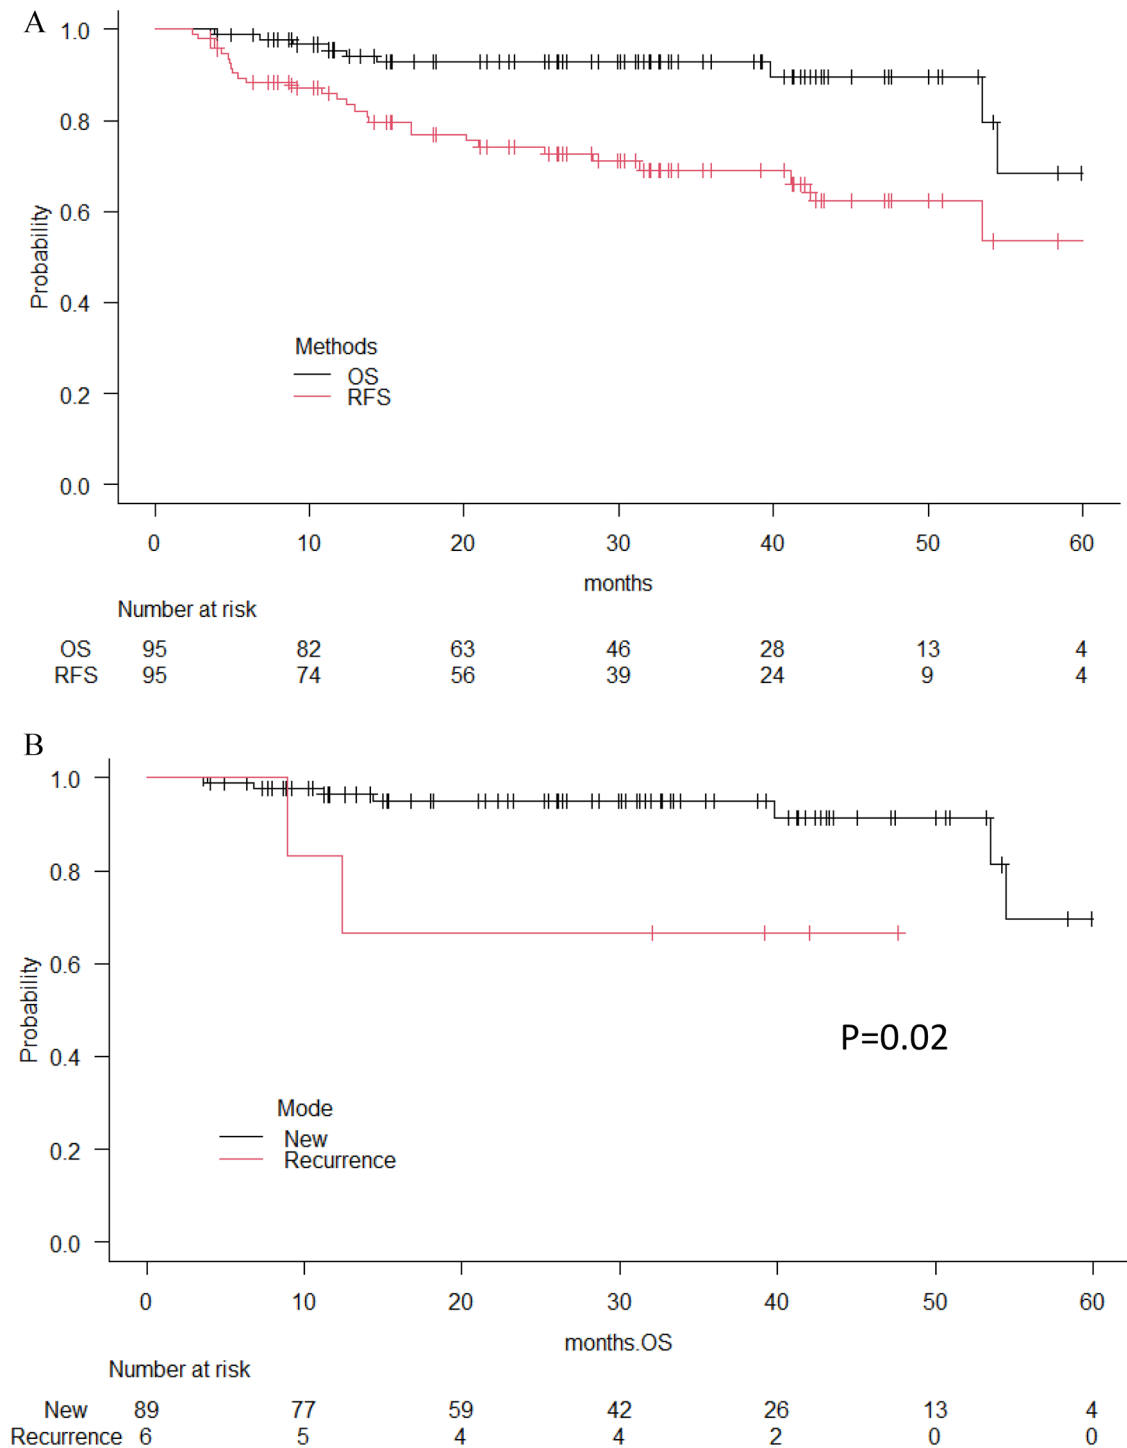 A
1.0
0.8
0.6
0.4
0.2
0.0
Probability
Methods
OS
RFS
0 10 20 30 40 50 60
months
Number at risk
OS 95 82 63 46 28 13 4
RFS 95 74 56 39 24 9 4
B
1.0
0.8
0.6
0.4
0.2
0.0
Probability
P=0.02
Mode
New
Recurrence
0 10 20 30 40 50 60
months.OS
Number at risk
New 89 77 59 42 26 13 4
Recurrence 6 5 4 4 2 0 0